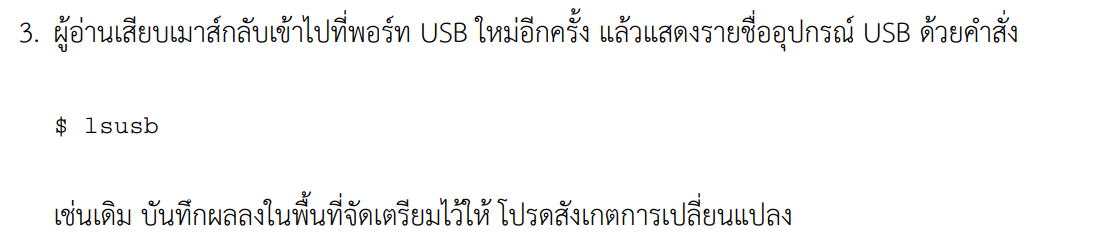 3. ผู้อ่านเสียบเมาส์กลับเข้าไปที่พอร์ท USB ใหม่อีกครั้ง แล้วแสดงรายชื่ออุปกรณ์ USB ด้วยคำสั่ง
$ lsusb
เช่นเดิม บันทึกผลลงในพื้นที่จัดเตรียมไว้ให้ โปรดสังเกตการเปลี่ยนแปลง